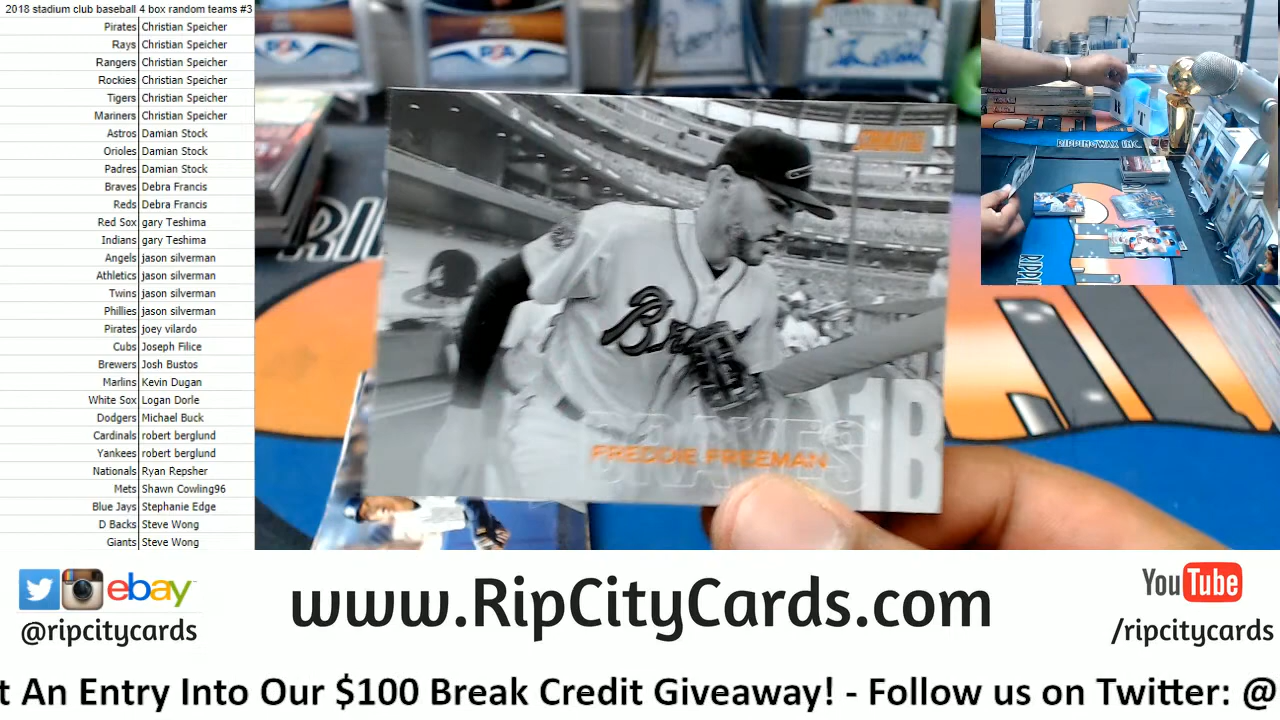 2018 stadium club baseball 4 box random teams #3
Pirates Christian Speicher
Rays Christian Speicher
Rangers Christian Speicher
Rockies Christian Speicher
Tigers Christian Speicher
Mariners Christian Speicher
Astros Damian Stock
Orioles Damian Stock
Padres Damian Stock
Braves Debra Francis
Reds Debra Francis
Red Sox gary Teshima
Indians gary Teshima
Angels jason silverman
Athletics jason silverman
Twins jason silverman
Phillies jason silverman
Pirates joey vilardo
Cubs Joseph Filice
Brewers Josh Bustos
Marlins Kevin Dugan
White Sox Logan Dorle
Dodgers Michael Buck
Cardinals robert berglund
Yankees robert berglund
Nationals Ryan Repsher
Mets Shawn Cowling96
Blue Jays Stephanie Edge
D Backs Steve Wong
Giants Steve Wong
PSA
PSA
BRAVES 1B
FREDDIE FREEMAN
RIPPINGWAX INC.
ebay
@ripcitycards
www.RipCityCards.com
YouTube
/ripcitycards
t An Entry Into Our $100 Break Credit Giveaway! - Follow us on Twitter: @